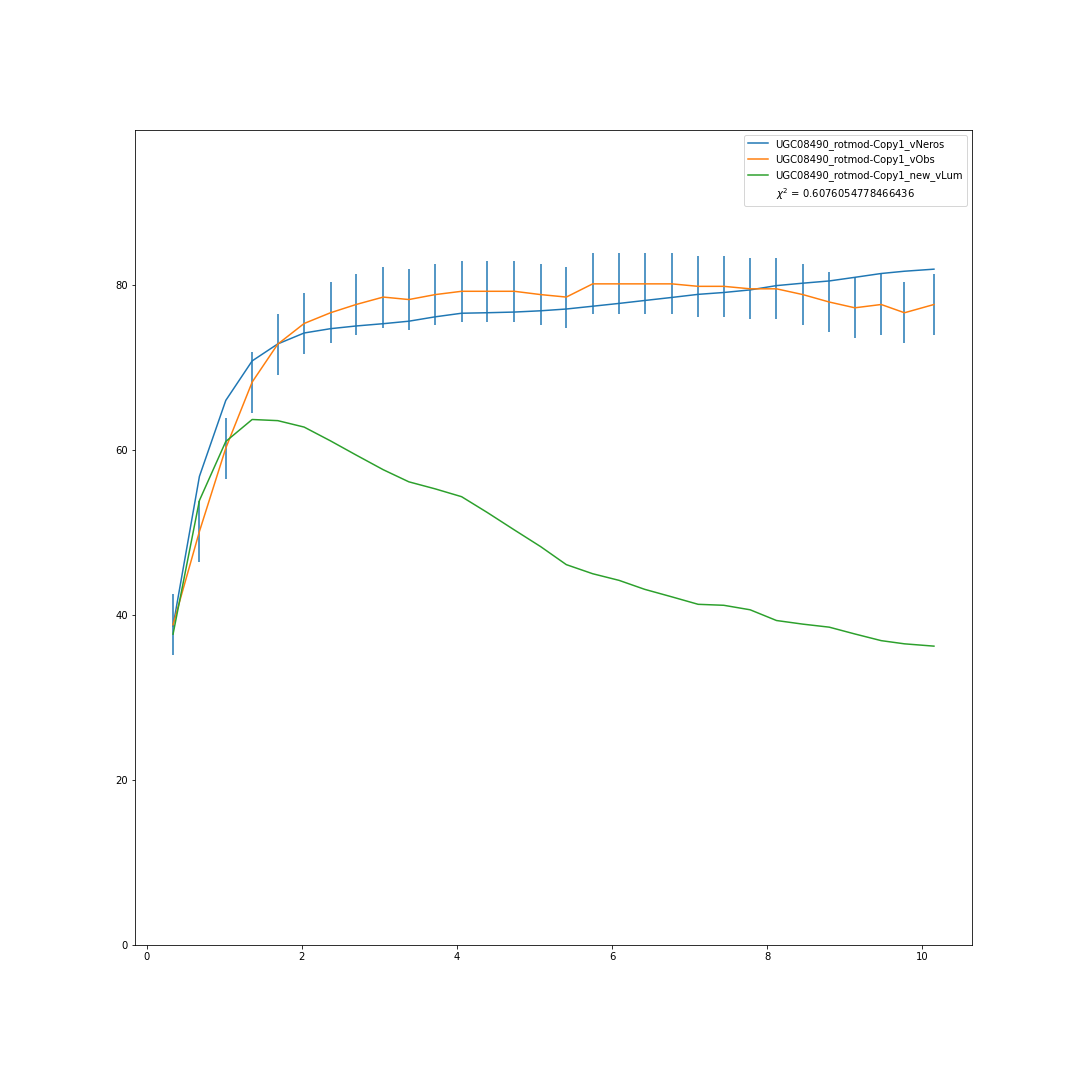 UGC08490_rotmod-Copy1_vNeros
UGC08490_rotmod-Copy1_vObs
UGC08490_rotmod-Copy1_new_vLum
χ² = 0.6076054778466436
80
60
40
20
0
0 2 4 6 8 10